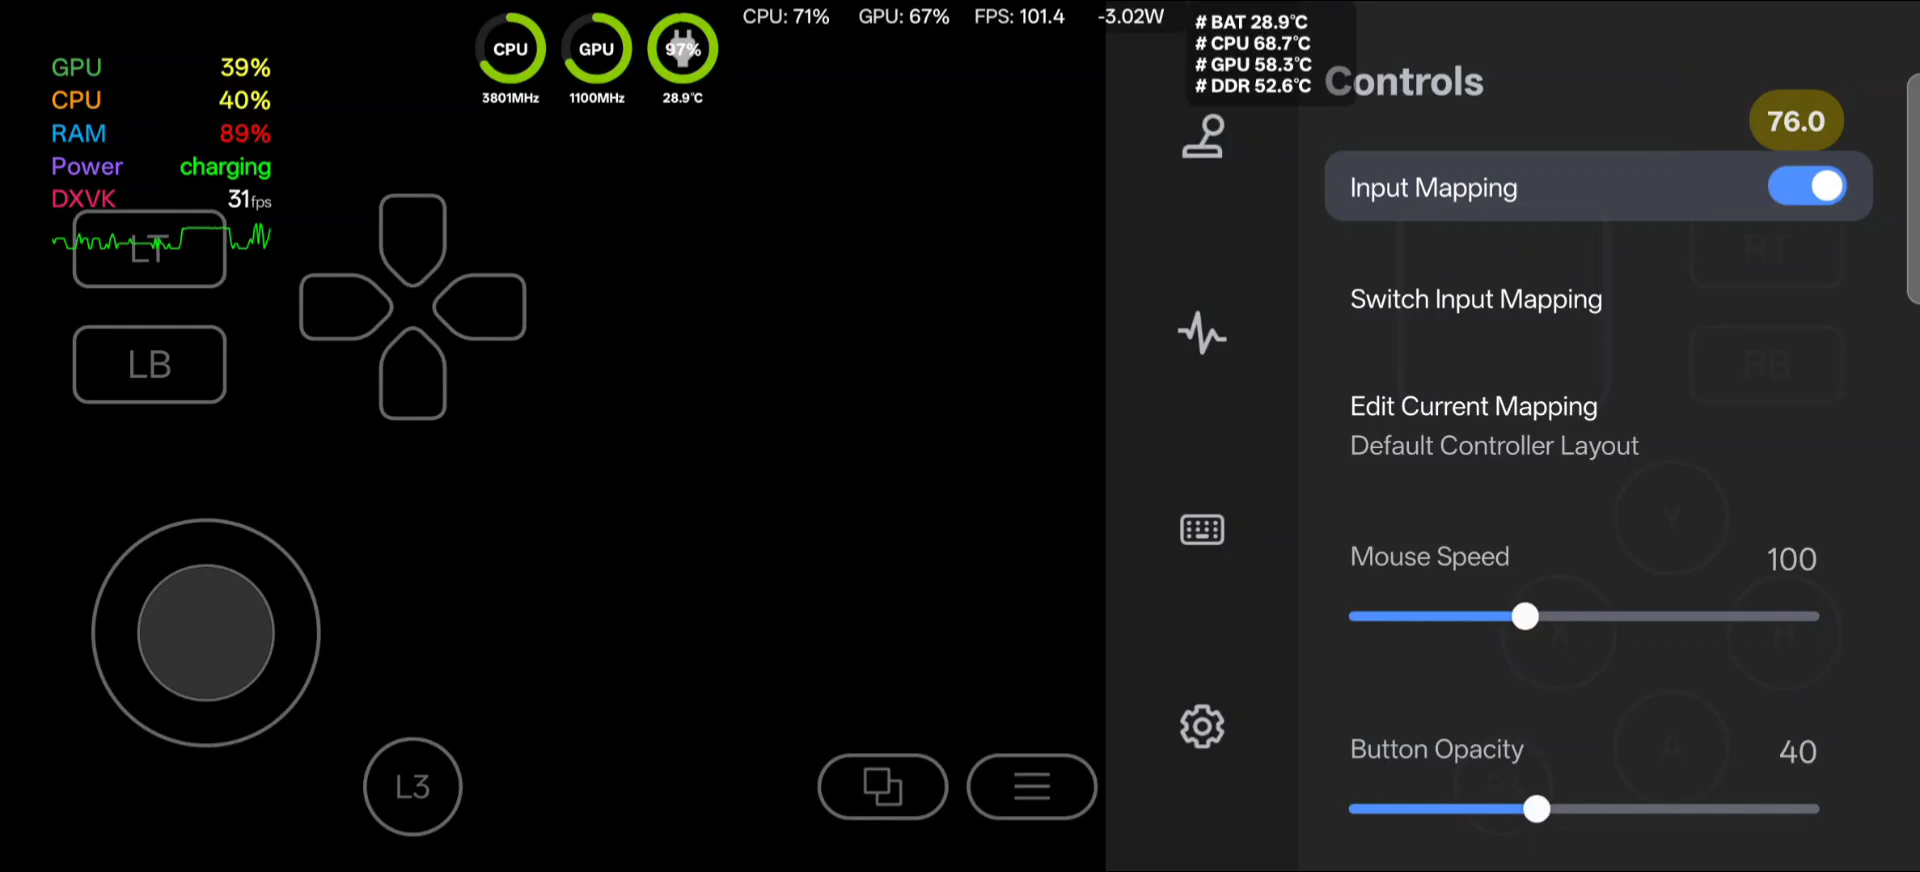 CPU: 71% GPU: 67% FPS: 101.4 -3.02W
# BAT 28.9°C
# CPU 68.7°C
# GPU 58.3°C
# DDR 52.6°C
CPU
3801MHz
GPU
1100MHz
97%
28.9°C
GPU 39%
CPU 40%
RAM 89%
Power charging
DXVK 31fps
LT
LB
L3
Controls
76.0
Input Mapping
RT
Switch Input Mapping
RB
Edit Current Mapping
Default Controller Layout
Y
Mouse Speed 100
X
B
Button Opacity 40
A